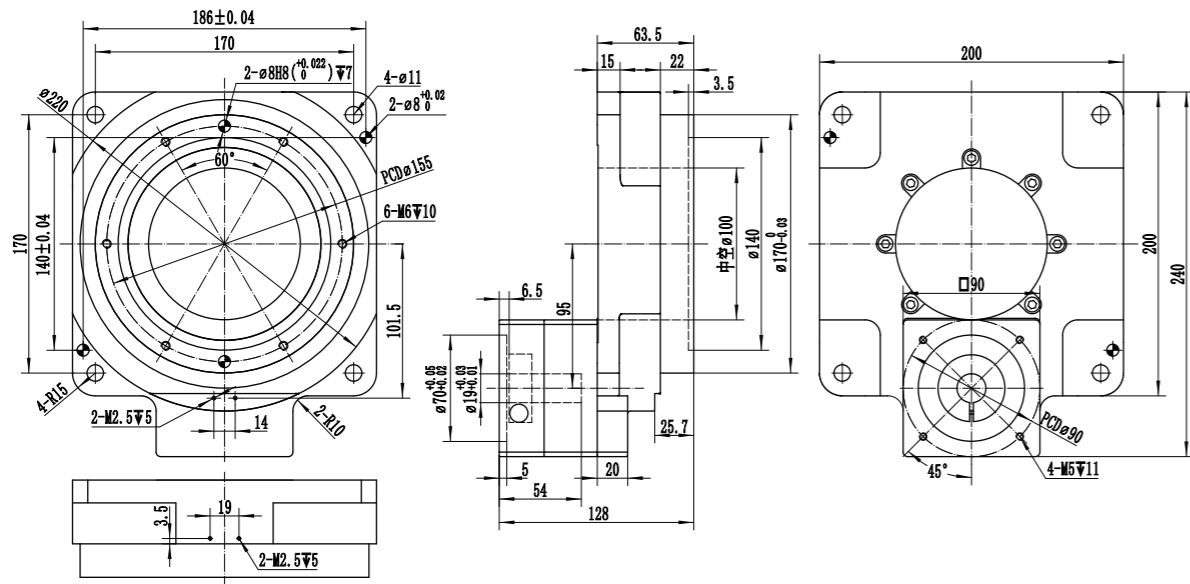 186±0.04
170
2-ø8H8(+0.022 0)↧7
4-ø11
2-ø8+0.02 0
ø220
60°
PCDø155
6-M6↧10
170
140±0.04
101.5
4-R15
2-M2.5↧5
14
2-R10
19
3.5
2-M2.5↧5
63.5
15
22
3.5
6.5
95
中空ø100
ø140
ø170 0 -0.03
ø70+0.05 +0.02
ø19+0.03 +0.01
25.7
5
20
54
128
200
□90
200
240
PCDø90
45°
4-M5↧11